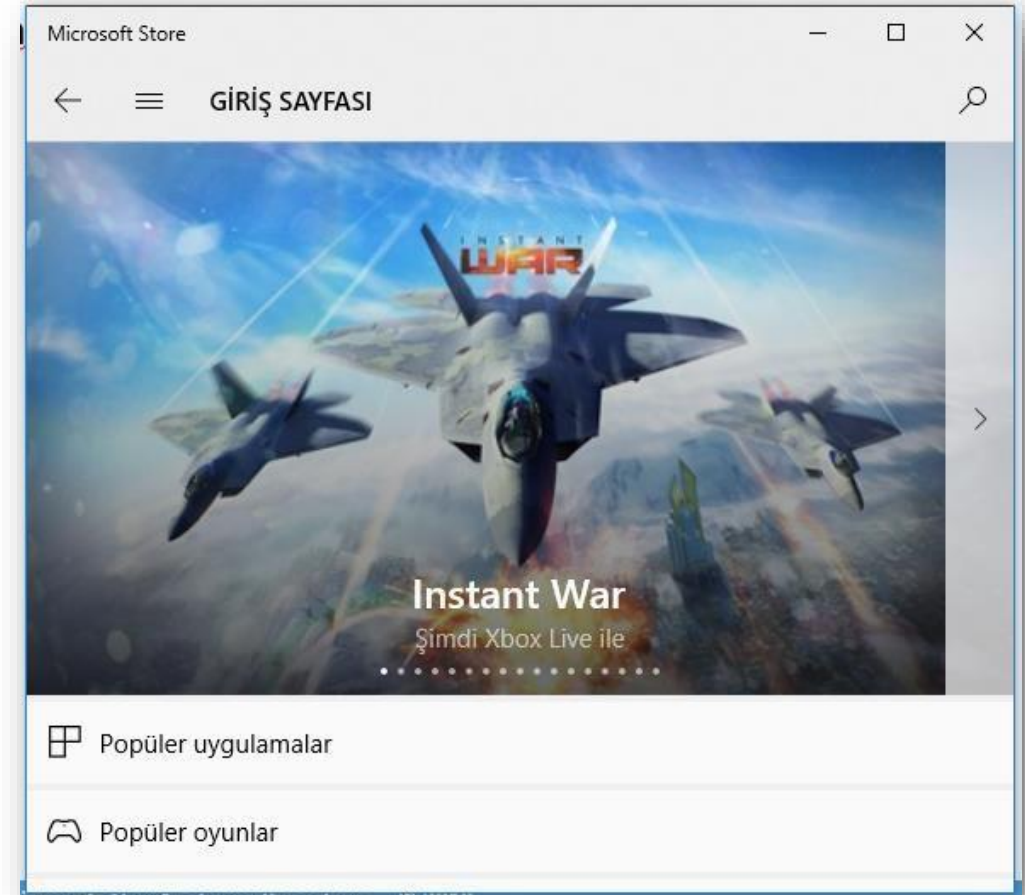 Microsoft Store
GİRİŞ SAYFASI
INSTANT
WAR
Instant War
Şimdi Xbox Live ile
Popüler uygulamalar
Popüler oyunlar